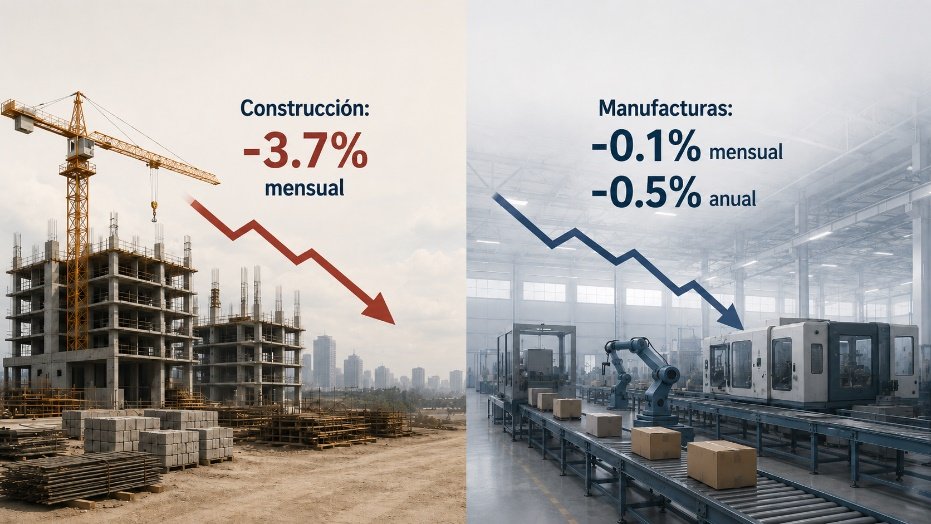 Construcción:
-3.7%
mensual
Manufacturas:
-0.1% mensual
-0.5% anual